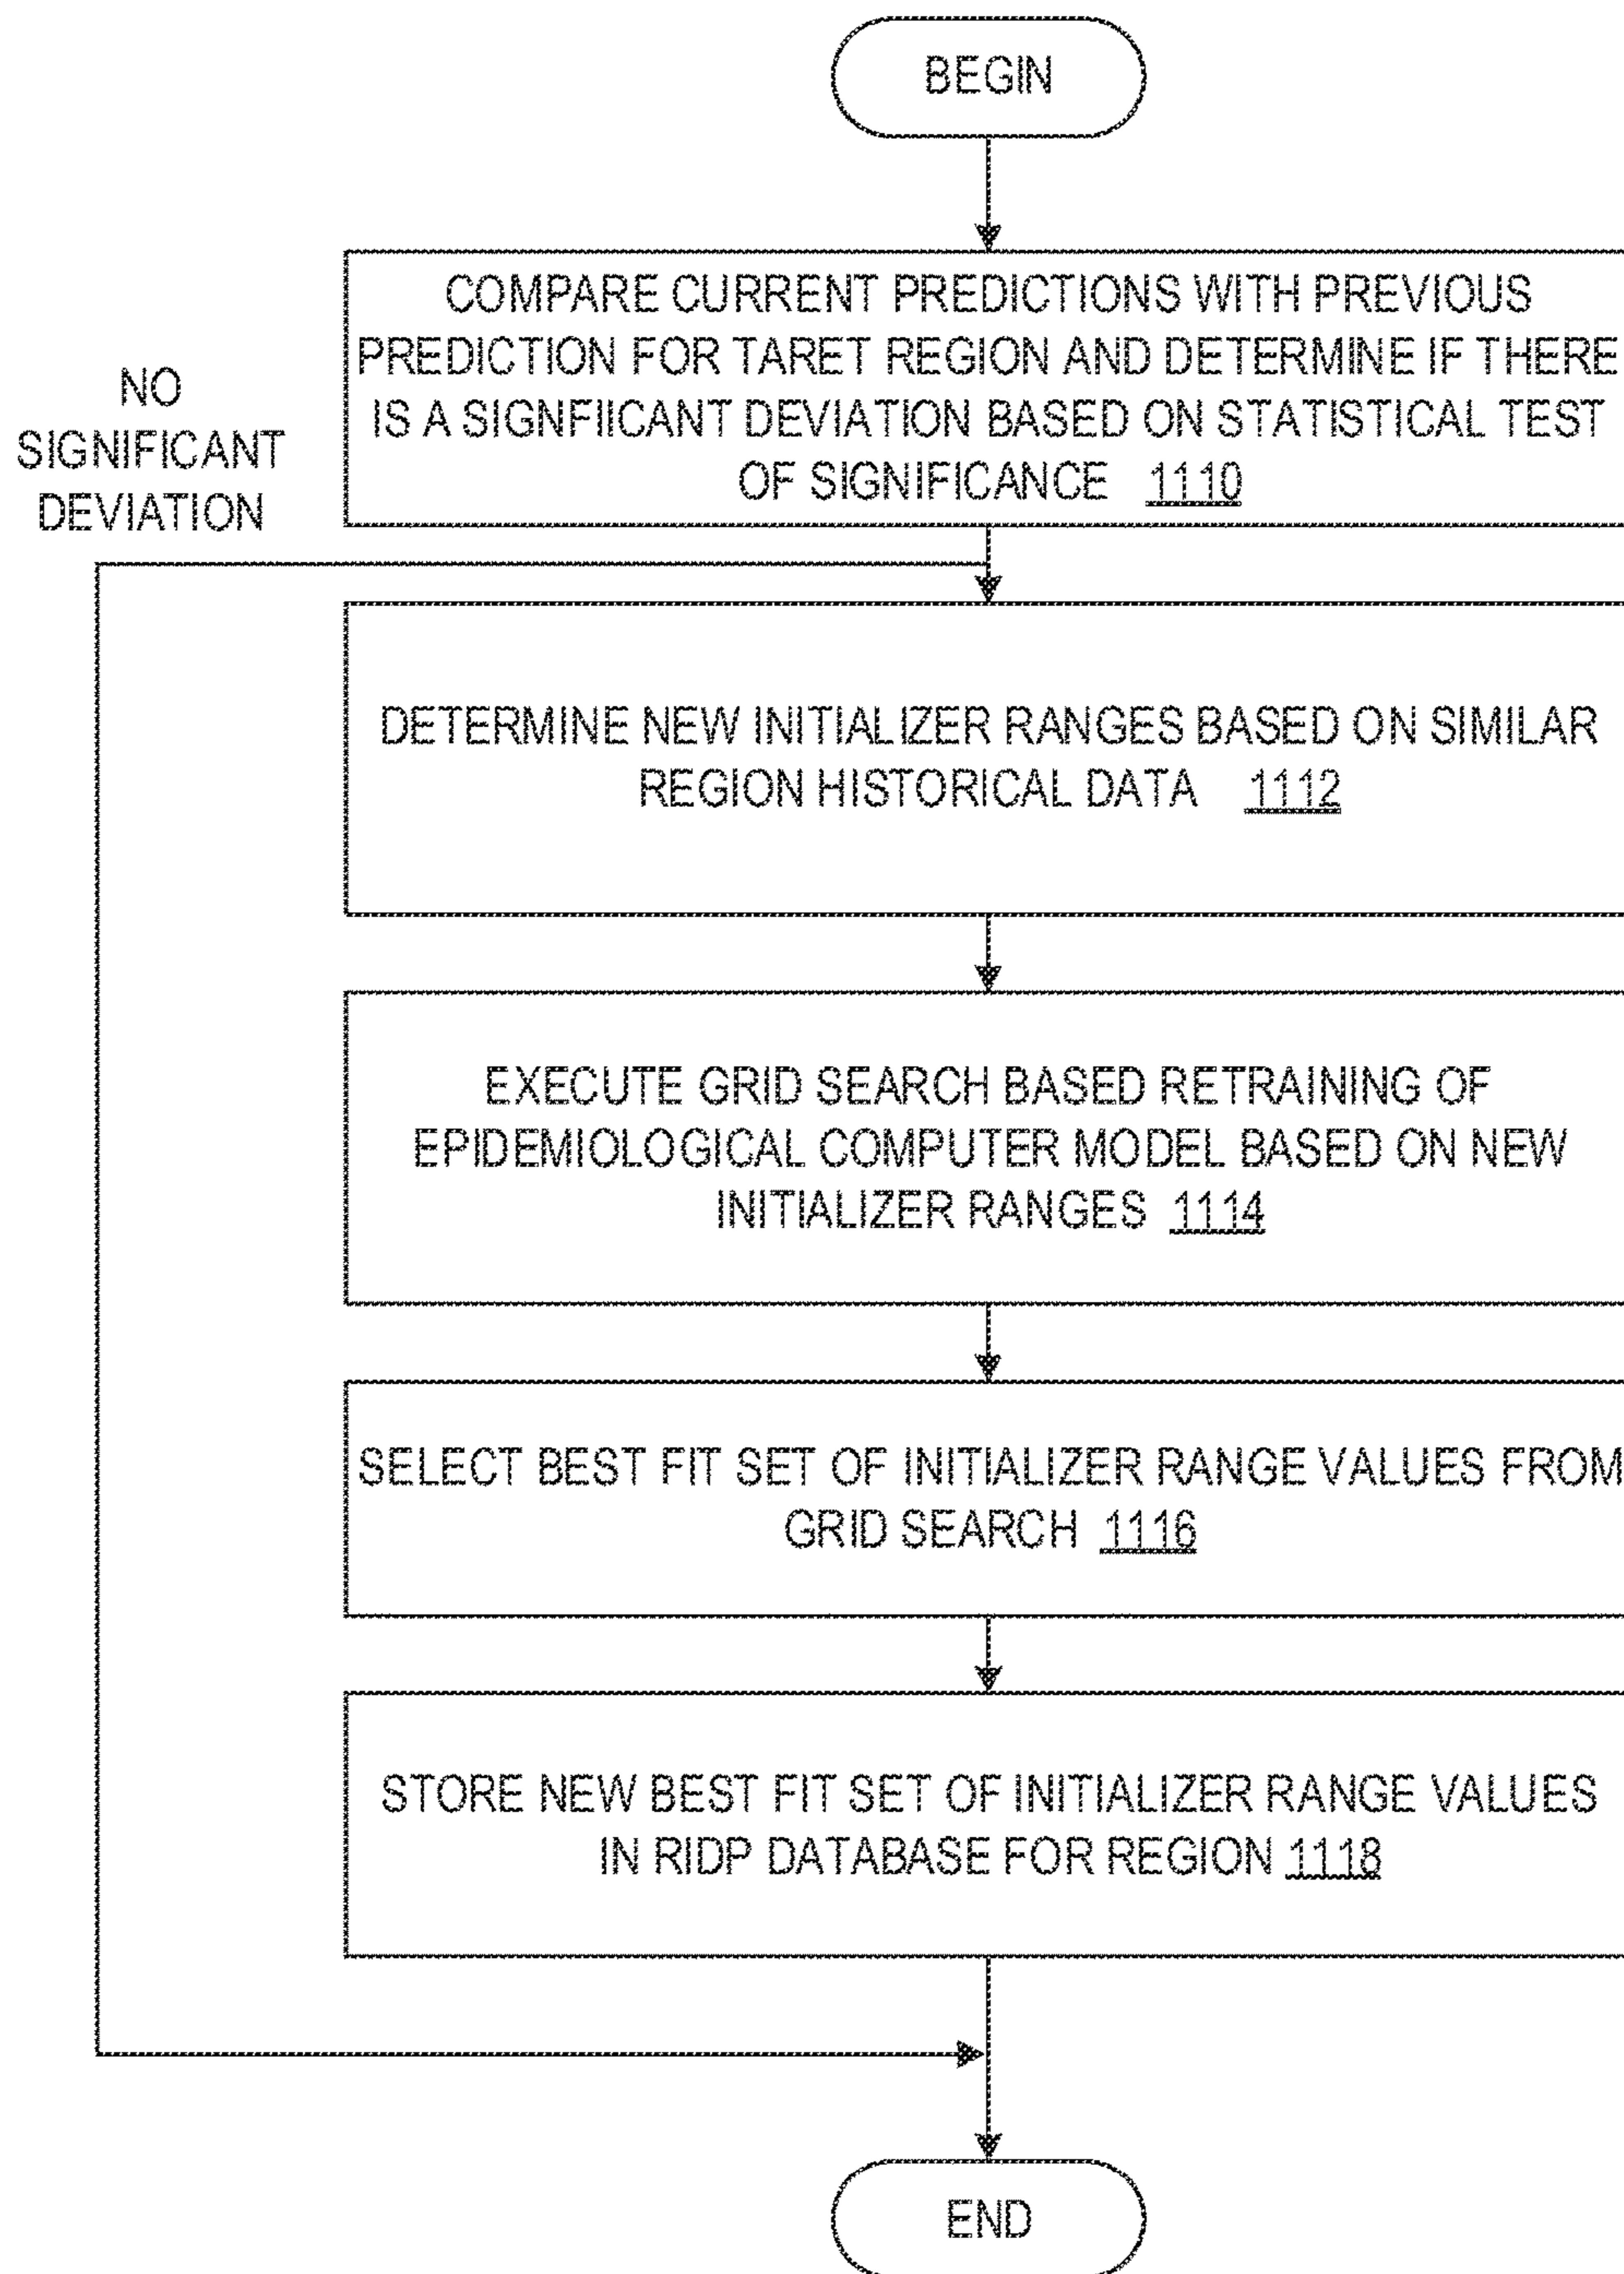 BEGIN
COMPARE CURRENT PREDICTIONS WITH PREVIOUS
PREDICTION FOR TARET REGION AND DETERMINE IF THERE
IS A SIGNFIICANT DEVIATION BASED ON STATISTICAL TEST
OF SIGNIFICANCE 1110
NO
SIGNIFICANT
DEVIATION
DETERMINE NEW INITIALIZER RANGES BASED ON SIMILAR
REGION HISTORICAL DATA 1112
EXECUTE GRID SEARCH BASED RETRAINING OF
EPIDEMIOLOGICAL COMPUTER MODEL BASED ON NEW
INITIALIZER RANGES 1114
SELECT BEST FIT SET OF INITIALIZER RANGE VALUES FROM
GRID SEARCH 1116
STORE NEW BEST FIT SET OF INITIALIZER RANGE VALUES
IN RIDP DATABASE FOR REGION 1118
END